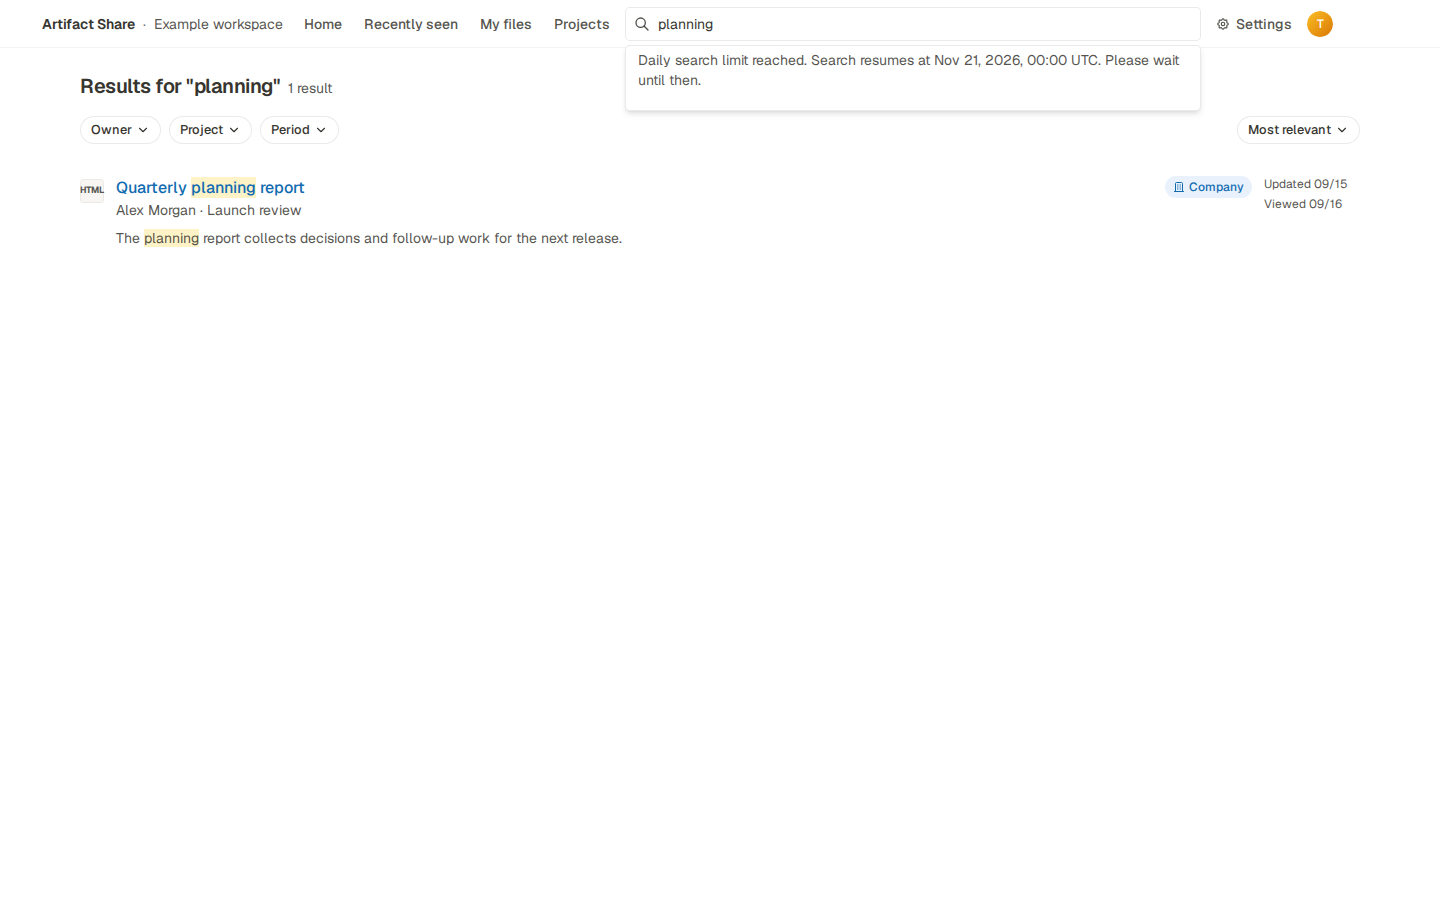 Artifact Share · Example workspace Home Recently seen My files Projects planning Settings T
Daily search limit reached. Search resumes at Nov 21, 2026, 00:00 UTC. Please wait
until then.
Results for "planning" 1 result
Owner Project Period Most relevant
HTML Quarterly planning report Company Updated 09/15
Alex Morgan · Launch review Viewed 09/16
The planning report collects decisions and follow-up work for the next release.